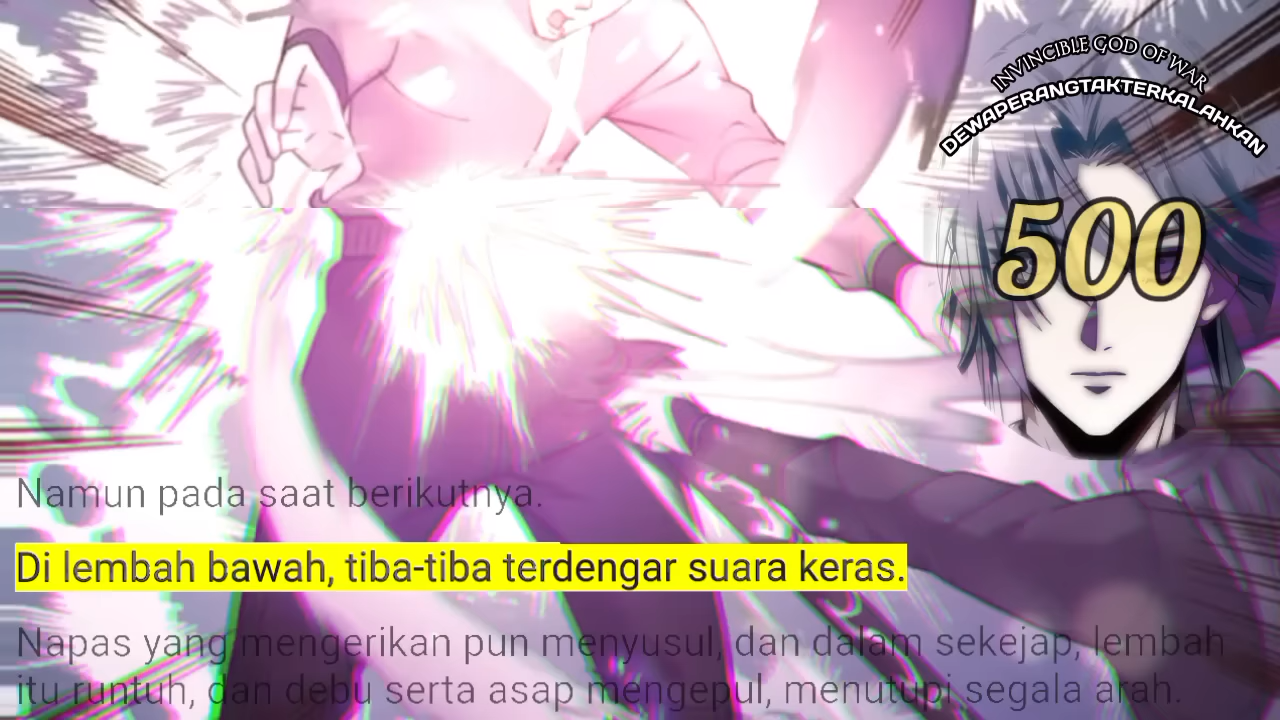 INVINCIBLE GOD OF WAR
DEWAPERANGTAKTERKALAHKAN
500
Namun pada saat berikutnya.
Di lembah bawah, tiba-tiba terdengar suara keras.
Napas yang mengerikan pun menyusul, dan dalam sekejap, lembah
itu runtuh, dan debu serta asap mengepul, menutupi segala arah.